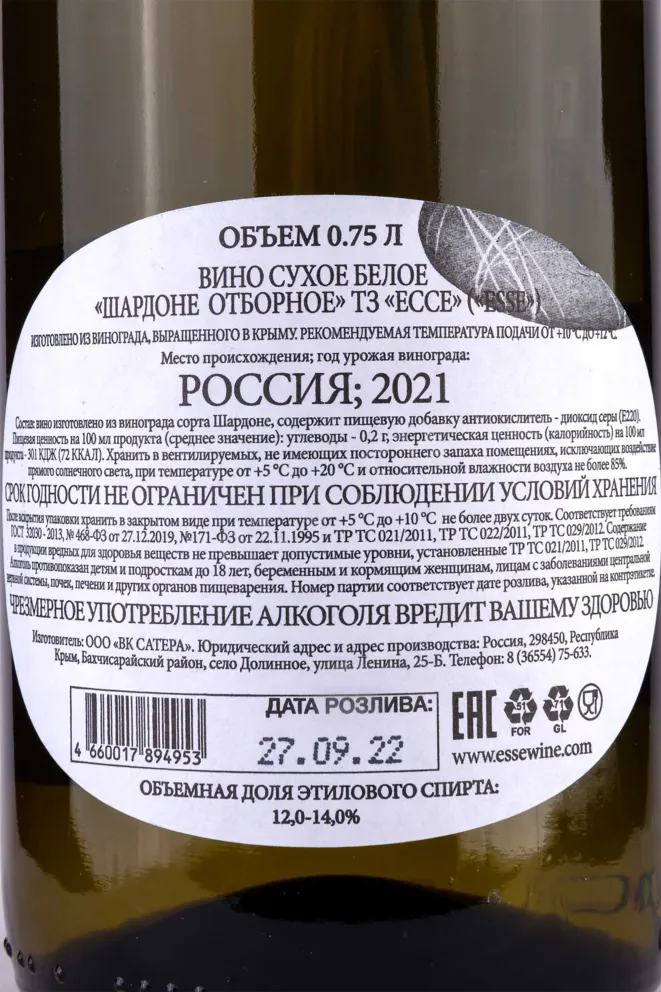 ОБЪЕМ 0.75 Л
ВИНО СУХОЕ БЕЛОЕ
«ШАРДОНЕ ОТБОРНОЕ» ТЗ «ЕССЕ» («ESSE»)
ИЗГОТОВЛЕНО ИЗ ВИНОГРАДА, ВЫРАЩЕННОГО В КРЫМУ. РЕКОМЕНДУЕМАЯ ТЕМПЕРАТУРА ПОДАЧИ ОТ +10 °С ДО +12 °С.
Место происхождения; год урожая винограда:
РОССИЯ; 2021
Состав: вино изготовлено из винограда сорта Шардоне, содержит пищевую добавку антиокислитель - диоксид серы (Е220).
Пищевая ценность на 100 мл продукта (среднее значение): углеводы - 0,2 г, энергетическая ценность (калорийность) на 100 мл
продукта - 301 КДЖ (72 ККАЛ). Хранить в вентилируемых, не имеющих постороннего запаха помещениях, исключающих воздействие
прямого солнечного света, при температуре от +5 °С до +20 °С и относительной влажности воздуха не более 85%.
СРОК ГОДНОСТИ НЕ ОГРАНИЧЕН ПРИ СОБЛЮДЕНИИ УСЛОВИЙ ХРАНЕНИЯ
После вскрытия упаковки хранить в закрытом виде при температуре от +5 °С до +10 °С не более двух суток. Соответствует требованиям
ГОСТ 32030 - 2013, № 468-ФЗ от 27.12.2019, №171-ФЗ от 22.11.1995 и ТР ТС 021/2011, ТР ТС 022/2011, ТР ТС 029/2012. Содержание
в продукции вредных для здоровья веществ не превышает допустимые уровни, установленные ТР ТС 021/2011, ТР ТС 029/2012.
Алкоголь противопоказан детям и подросткам до 18 лет, беременным и кормящим женщинам, лицам с заболеваниями центральной
нервной системы, почек, печени и других органов пищеварения. Номер партии соответствует дате розлива, указанной на контрэтикетке.
ЧРЕЗМЕРНОЕ УПОТРЕБЛЕНИЕ АЛКОГОЛЯ ВРЕДИТ ВАШЕМУ ЗДОРОВЬЮ
Изготовитель: ООО «ВК САТЕРА». Юридический адрес и адрес производства: Россия, 298450, Республика
Крым, Бахчисарайский район, село Долинное, улица Ленина, 25-Б. Телефон: 8 (36554) 75-633.
ДАТА РОЗЛИВА:
27.09.22
4 660017 894953
EAC
51
FOR
71
GL
www.essewine.com
ОБЪЕМНАЯ ДОЛЯ ЭТИЛОВОГО СПИРТА:
12,0-14,0%